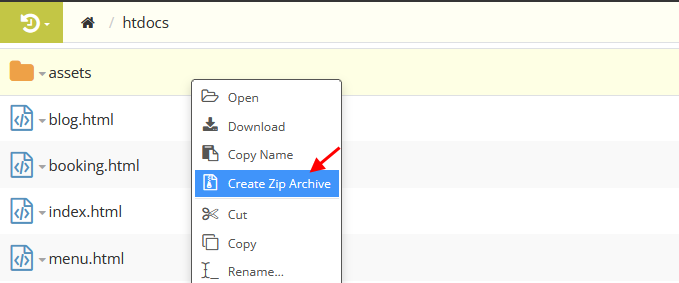 / htdocs
assets
blog.html
booking.html
index.html
menu.html
Open
Download
Copy Name
Create Zip Archive
Cut
Copy
Rename...